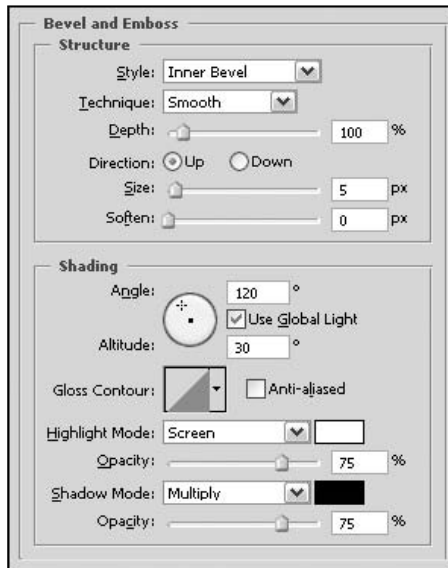 Bevel and Emboss
Structure
Style: Inner Bevel
Technique: Smooth
Depth: 100 %
Direction: Up Down
Size: 5 px
Soften: 0 px
Shading
Angle: 120 °
Use Global Light
Altitude: 30 °
Gloss Contour: Anti-aliased
Highlight Mode: Screen
Opacity: 75 %
Shadow Mode: Multiply
Opacity: 75 %